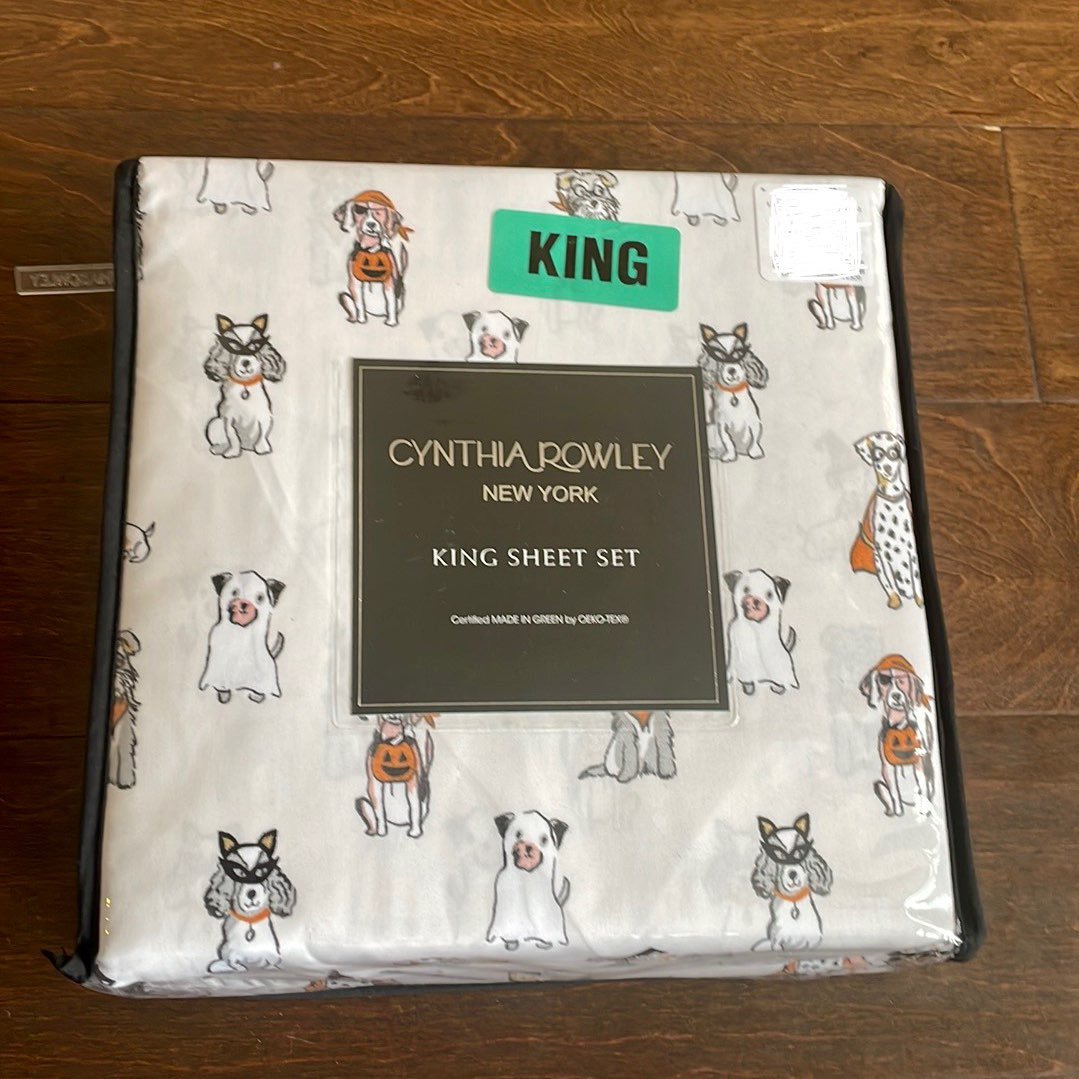 KING
CYNTHIA ROWLEY
NEW YORK
KING SHEET SET
Certified MADE IN GREEN by OEKO-TEX®